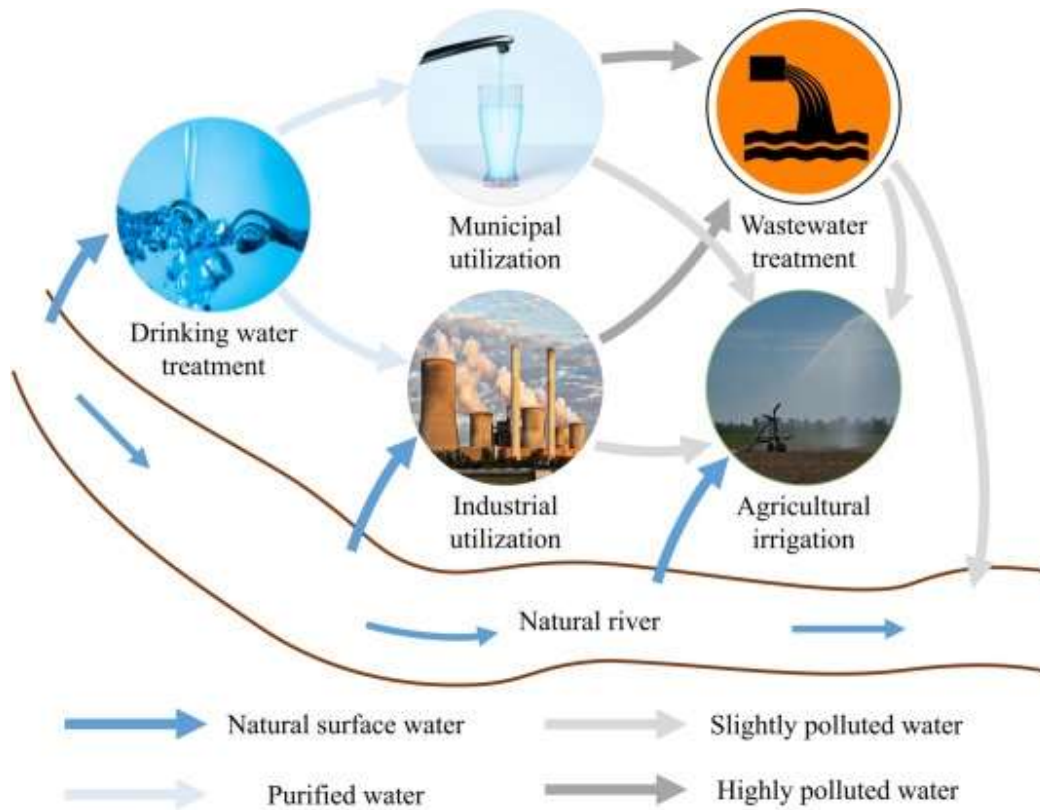 Municipal
utilization
Wastewater
treatment
Drinking water
treatment
Industrial
utilization
Agricultural
irrigation
Natural river
Natural surface water
Slightly polluted water
Purified water
Highly polluted water